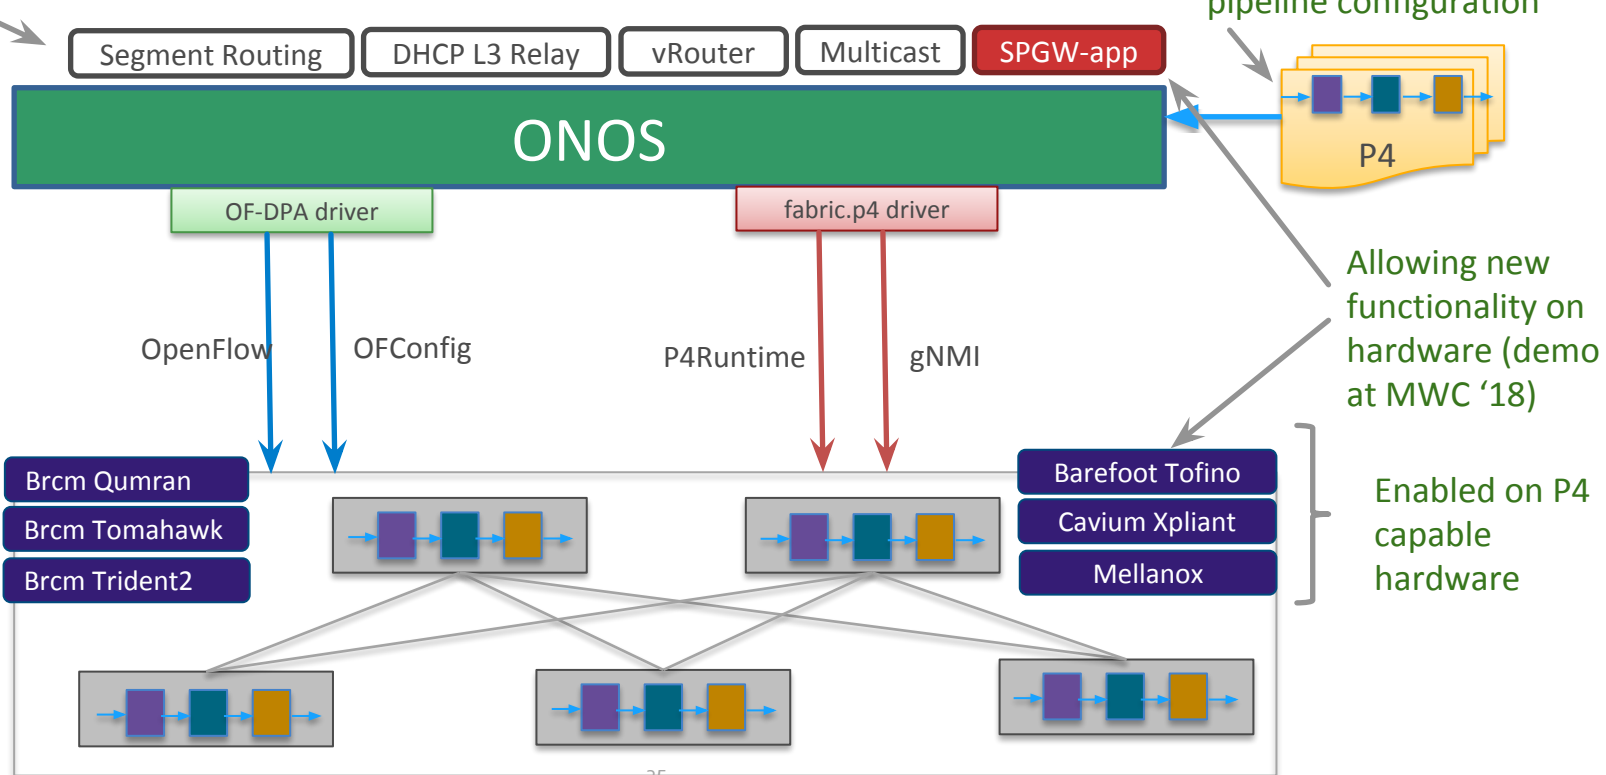 pipeline configuration
Segment Routing
DHCP L3 Relay
vRouter
Multicast
SPGW-app
ONOS
P4
OF-DPA driver
fabric.p4 driver
Allowing new
functionality on
hardware (demo
at MWC ‘18)
OpenFlow
OFConfig
P4Runtime
gNMI
Brcm Qumran
Brcm Tomahawk
Brcm Trident2
Barefoot Tofino
Cavium Xpliant
Mellanox
Enabled on P4
capable
hardware